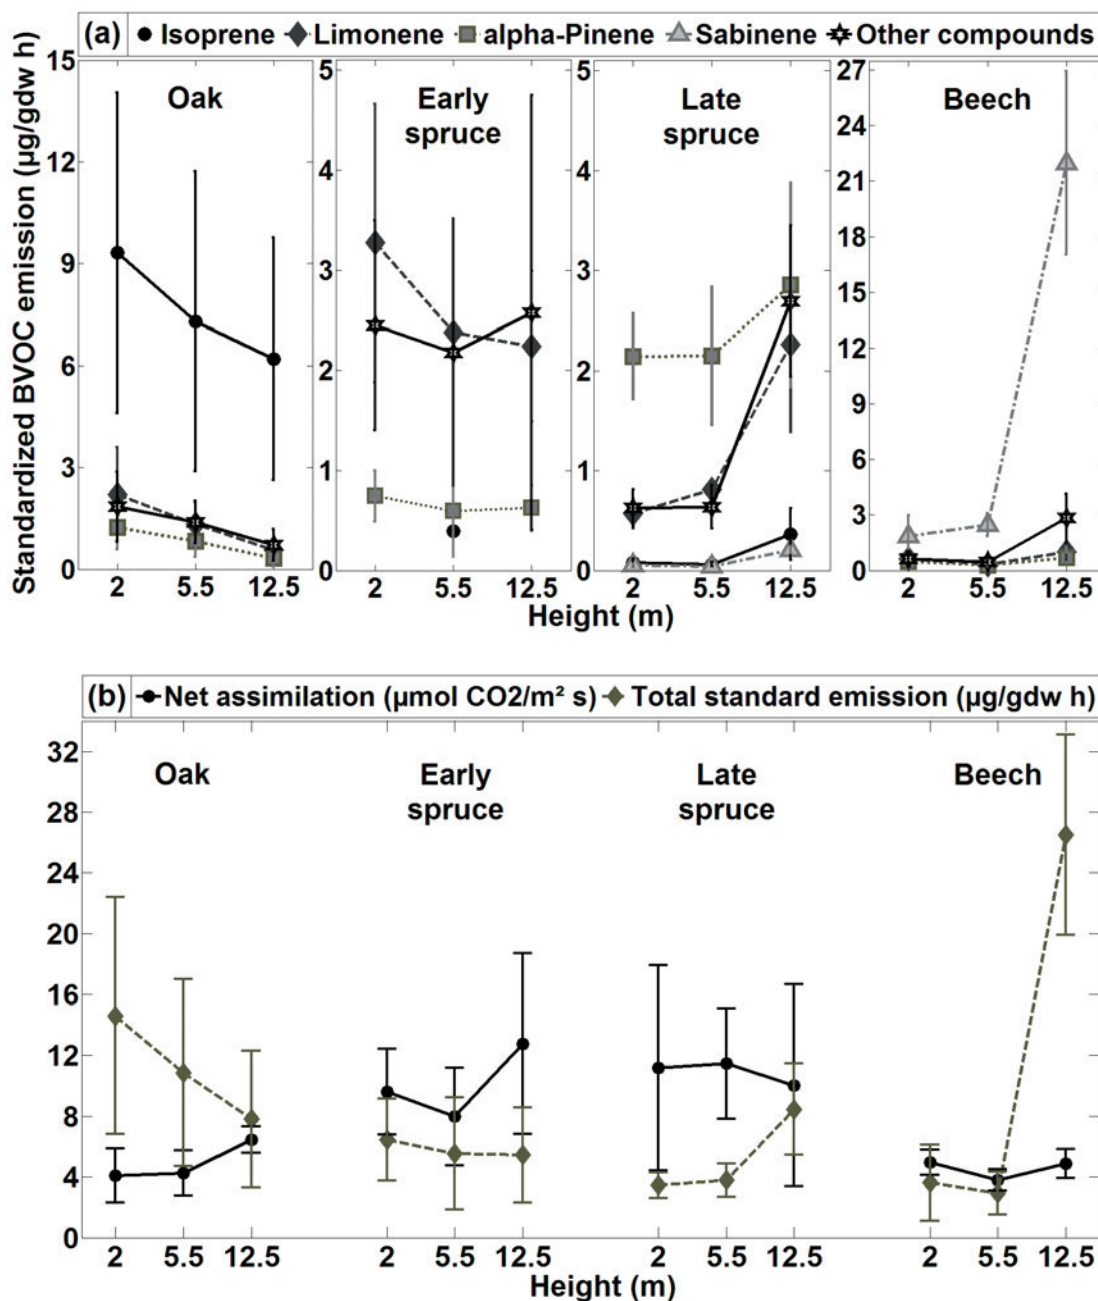 (a) Isoprene Limonene alpha-Pinene Sabinene Other compounds
Standardized BVOC emission (µg/gdw h)
15
12
9
6
3
0
Oak
2 5.5 12.5
5
4
3
2
1
0
Early
spruce
2 5.5 12.5
5
4
3
2
1
0
Late
spruce
2 5.5 12.5
27
24
21
18
15
12
9
6
3
0
Beech
2 5.5 12.5
Height (m)
(b) Net assimilation (µmol CO2/m² s) Total standard emission (µg/gdw h)
32
28
24
20
16
12
8
4
0
Oak
Early
spruce
Late
spruce
Beech
2 5.5 12.5 2 5.5 12.5 2 5.5 12.5 2 5.5 12.5
Height (m)